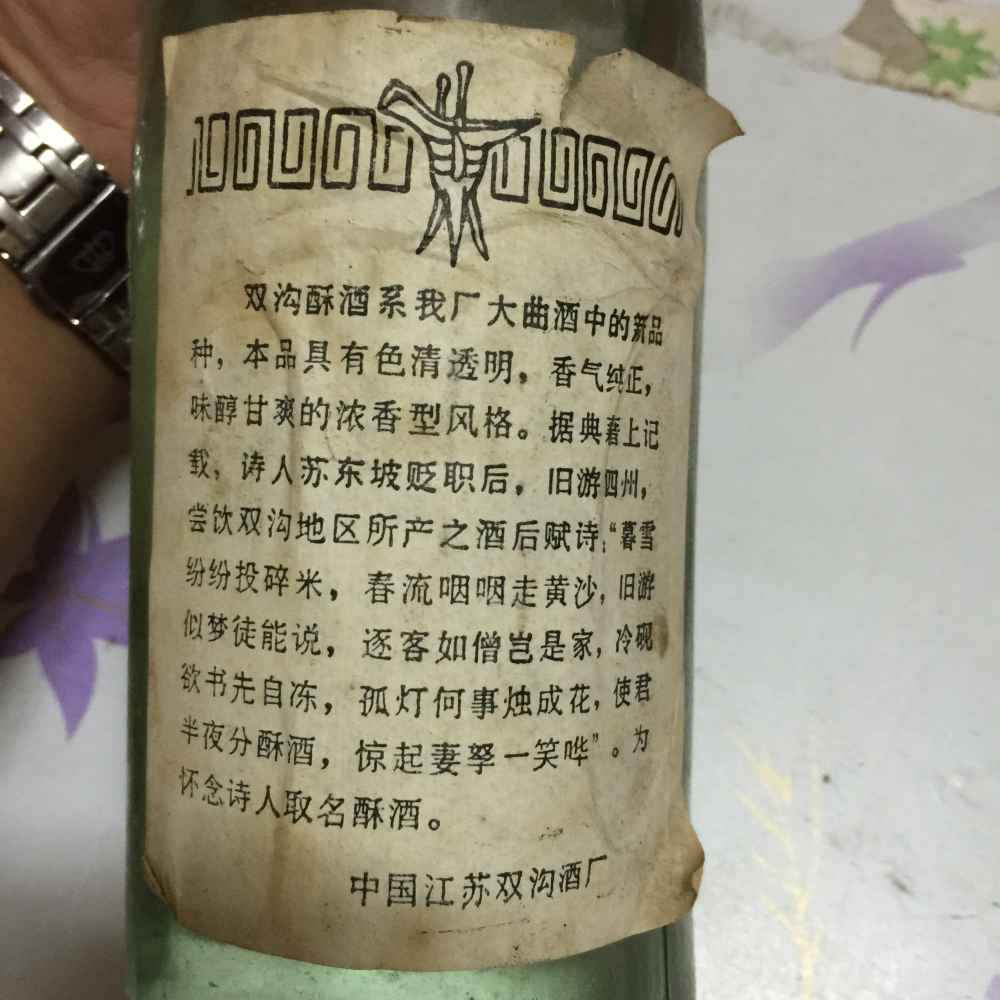 双沟酥酒系我厂大曲酒中的新品
种，本品具有色清透明，香气纯正，
味醇甘爽的浓香型风格。据典著上记
载，诗人苏东坡贬职后，旧游四州，
尝饮双沟地区所产之酒后赋诗：“暮雪
纷纷投碎米，春流咽咽走黄沙，旧游
似梦徒能说，逐客如僧岂是家，冷砚
欲书先自冻，孤灯何事烛成花，使君
半夜分酥酒，惊起妻孥一笑哗”。为
怀念诗人取名酥酒。
中国江苏双沟酒厂